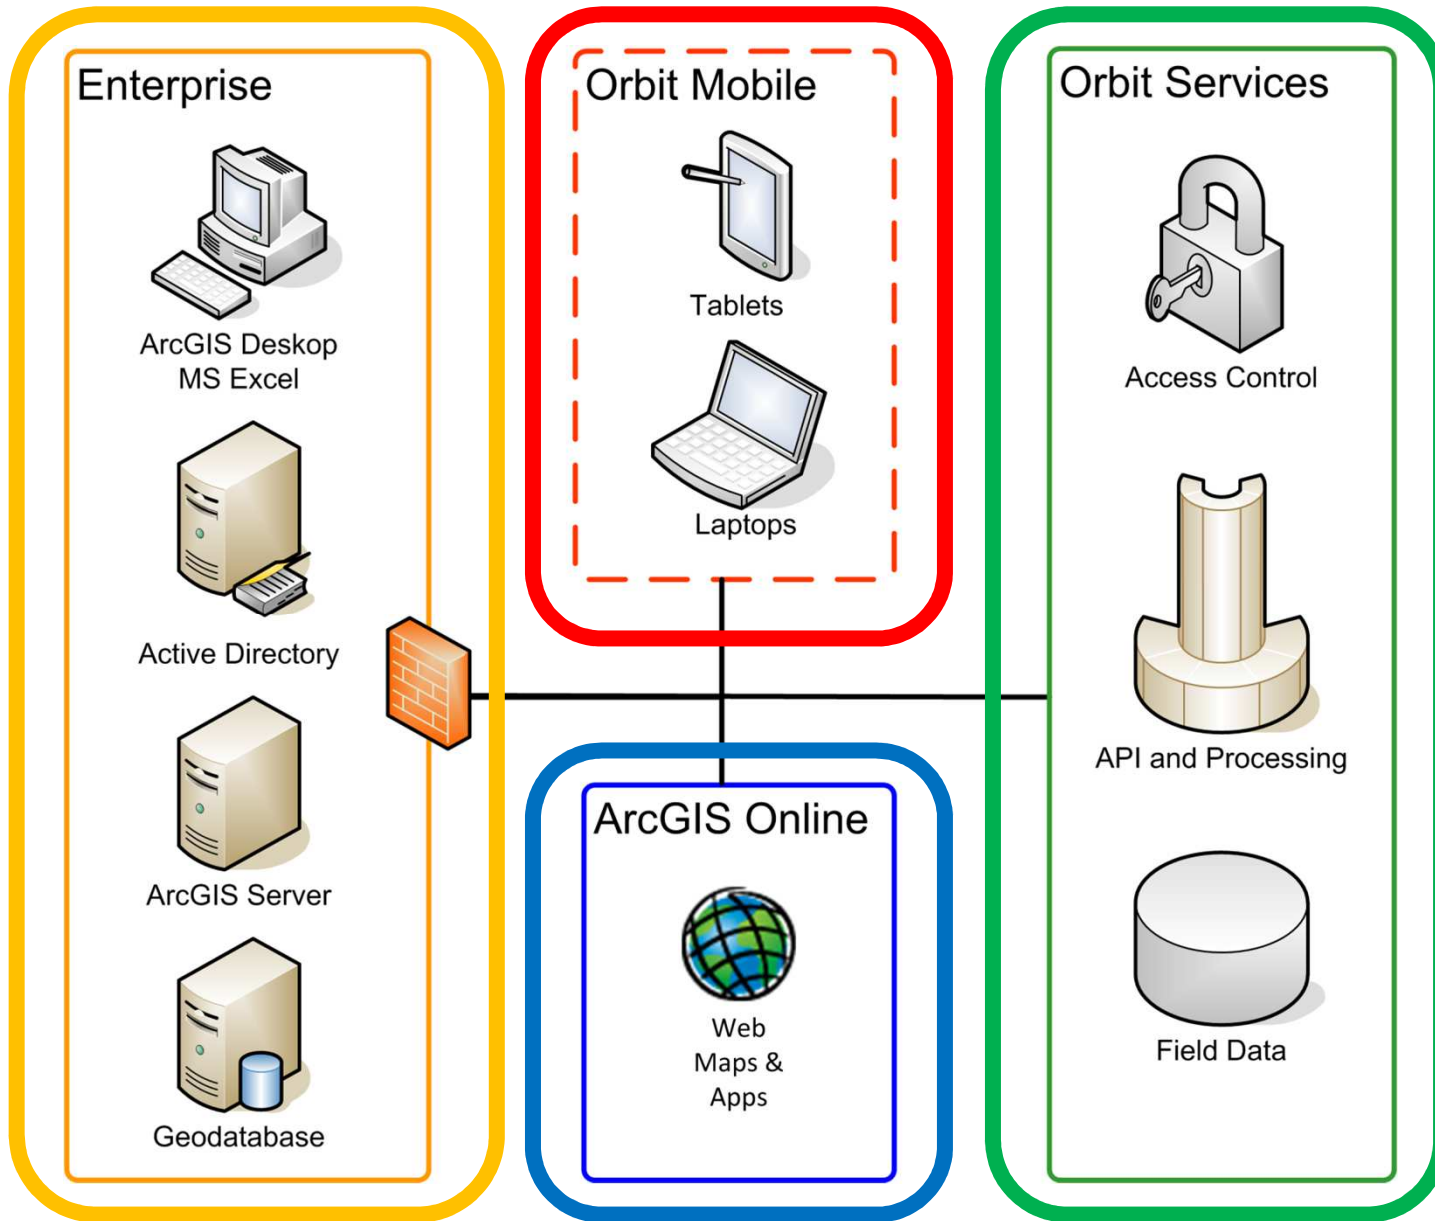 Enterprise
ArcGIS Deskop
MS Excel
Active Directory
ArcGIS Server
Geodatabase
Orbit Mobile
Tablets
Laptops
ArcGIS Online
Web
Maps &
Apps
Orbit Services
Access Control
API and Processing
Field Data